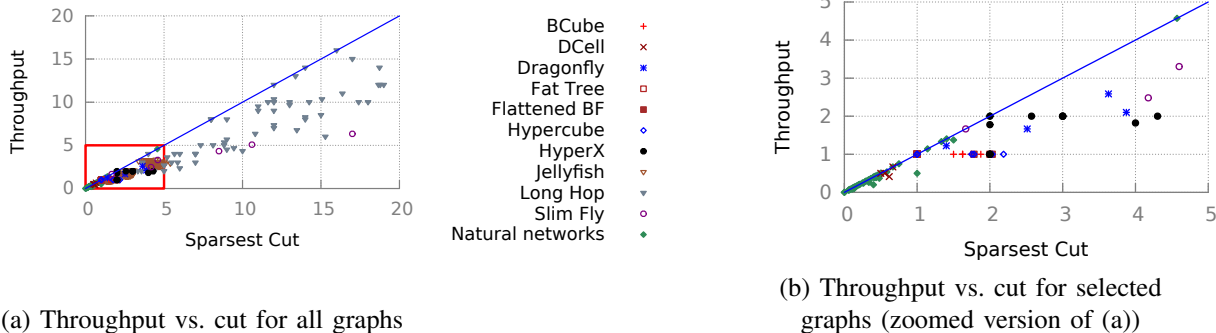 20
15
10
5
0
Throughput
0 5 10 15 20
Sparsest Cut
(a) Throughput vs. cut for all graphs
BCube
DCell
Dragonfly
Fat Tree
Flattened BF
Hypercube
HyperX
Jellyfish
Long Hop
Slim Fly
Natural networks
5
4
3
2
1
0
Throughput
0 1 2 3 4 5
Sparsest Cut
(b) Throughput vs. cut for selected
graphs (zoomed version of (a))